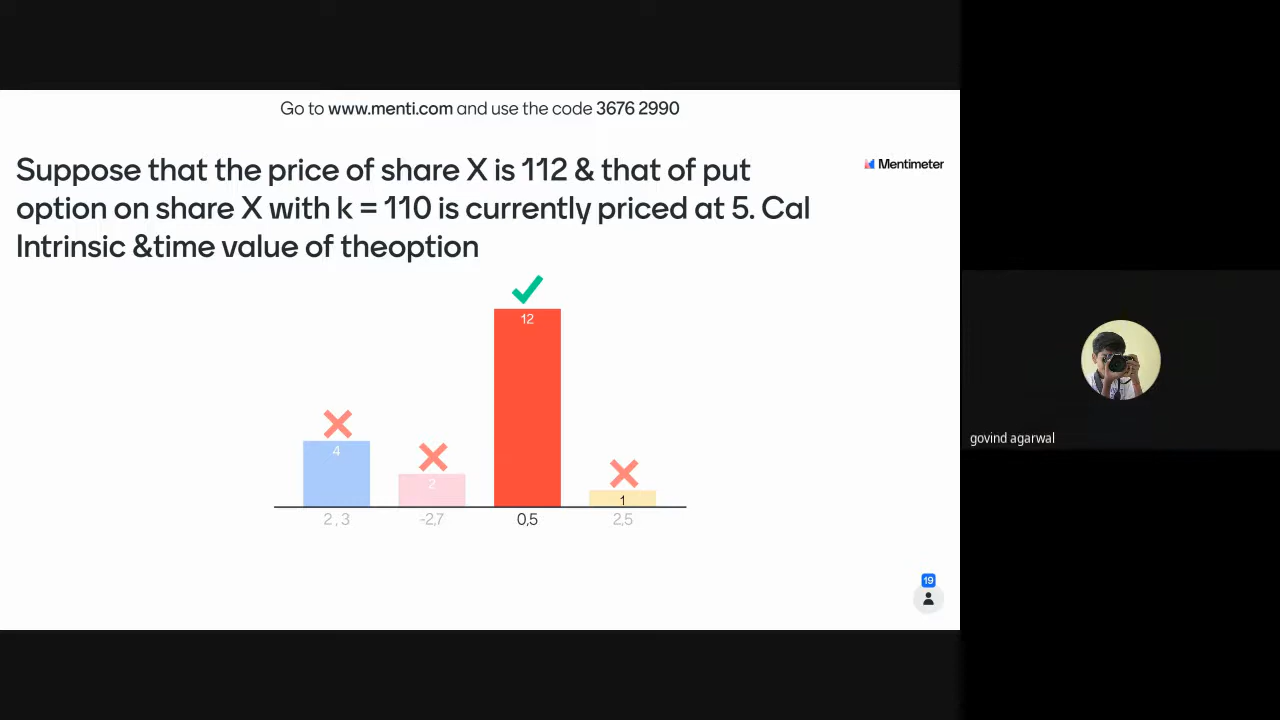 Go to www.menti.com and use the code 3676 2990
Suppose that the price of share X is 112 & that of put
option on share X with k = 110 is currently priced at 5. Cal
Intrinsic &time value of theoption
Mentimeter
12
4
2
1
2 , 3
-2,7
0,5
2,5
19
govind agarwal